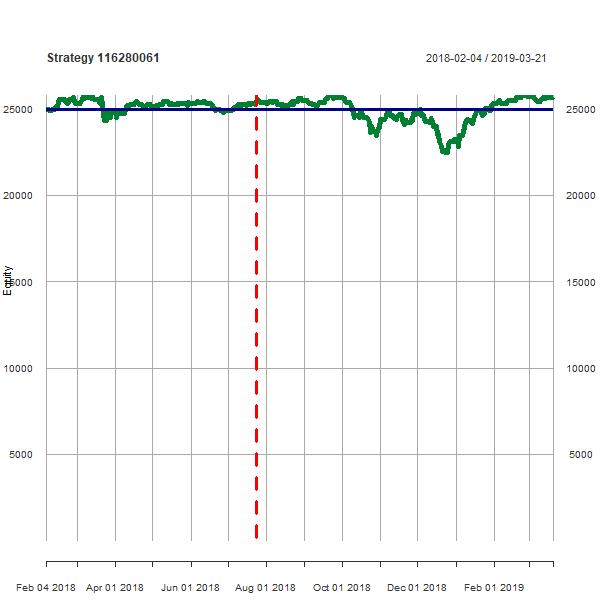 Strategy 116280061
2018-02-04 / 2019-03-21
25000 25000
20000 20000
15000 15000
Equity
10000 10000
5000 5000
Feb 04 2018 Apr 01 2018 Jun 01 2018 Aug 01 2018 Oct 01 2018 Dec 01 2018 Feb 01 2019